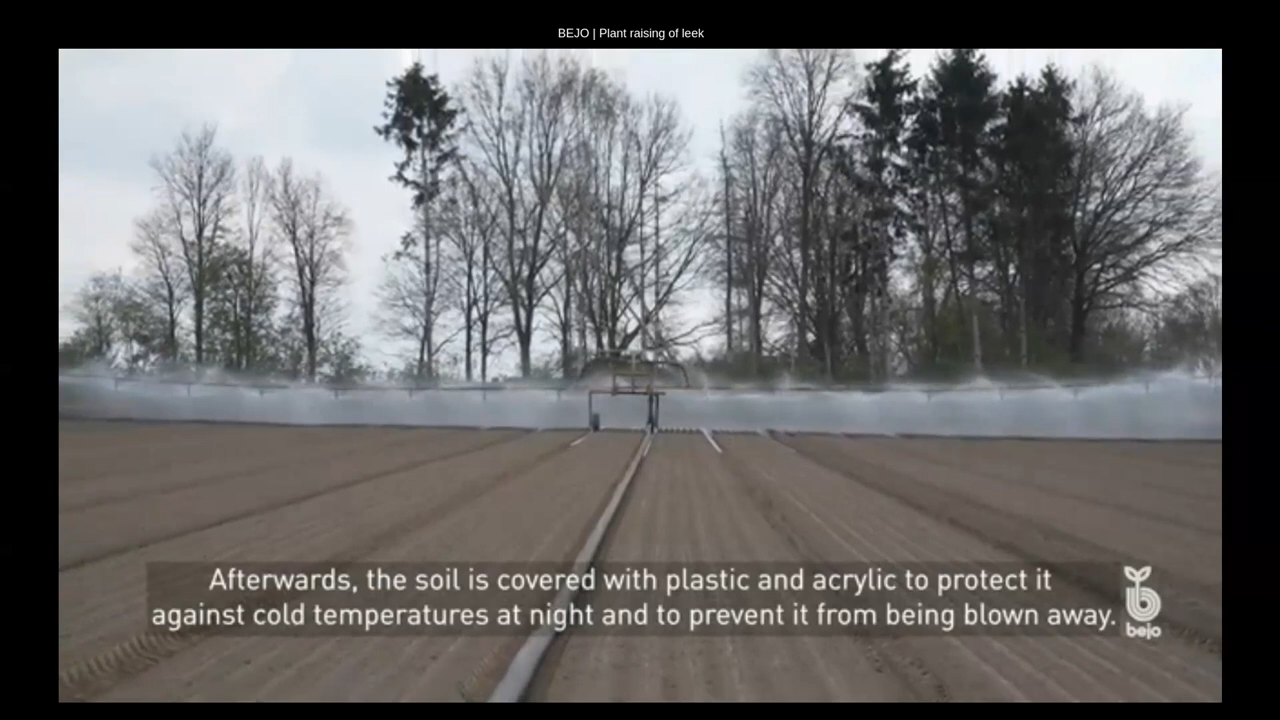 BEJO | Plant raising of leek
Afterwards, the soil is covered with plastic and acrylic to protect it
against cold temperatures at night and to prevent it from being blown away.
bejo